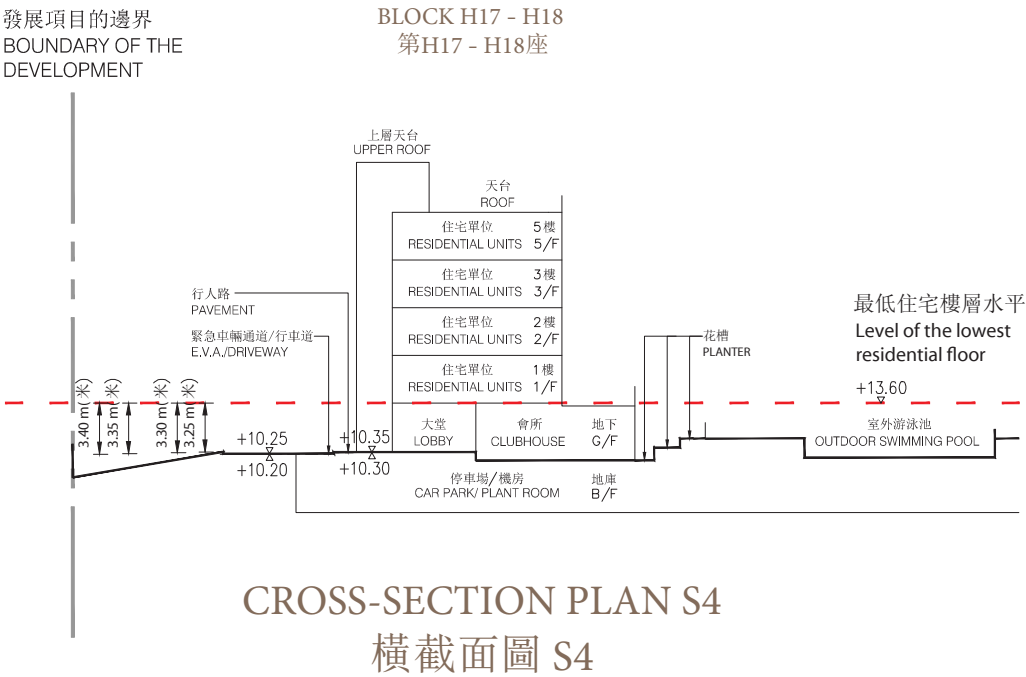 發展項目的邊界
BOUNDARY OF THE
DEVELOPMENT
BLOCK H17 - H18
第H17 - H18座
上層天台
UPPER ROOF
天台
ROOF
住宅單位 5樓
RESIDENTIAL UNITS 5/F
住宅單位 3樓
RESIDENTIAL UNITS 3/F
住宅單位 2樓
RESIDENTIAL UNITS 2/F
住宅單位 1樓
RESIDENTIAL UNITS 1/F
行人路
PAVEMENT
緊急車輛通道/行車道
E.V.A./DRIVEWAY
花槽
PLANTER
最低住宅樓層水平
Level of the lowest
residential floor
+13.60
3.40 m(米)
3.35 m(米)
3.30 m(米)
3.25 m(米)
+10.25
+10.20
+10.35
+10.30
大堂
LOBBY
會所
CLUBHOUSE
地下
G/F
室外游泳池
OUTDOOR SWIMMING POOL
停車場/機房
CAR PARK/ PLANT ROOM
地庫
B/F
CROSS-SECTION PLAN S4
橫截面圖 S4